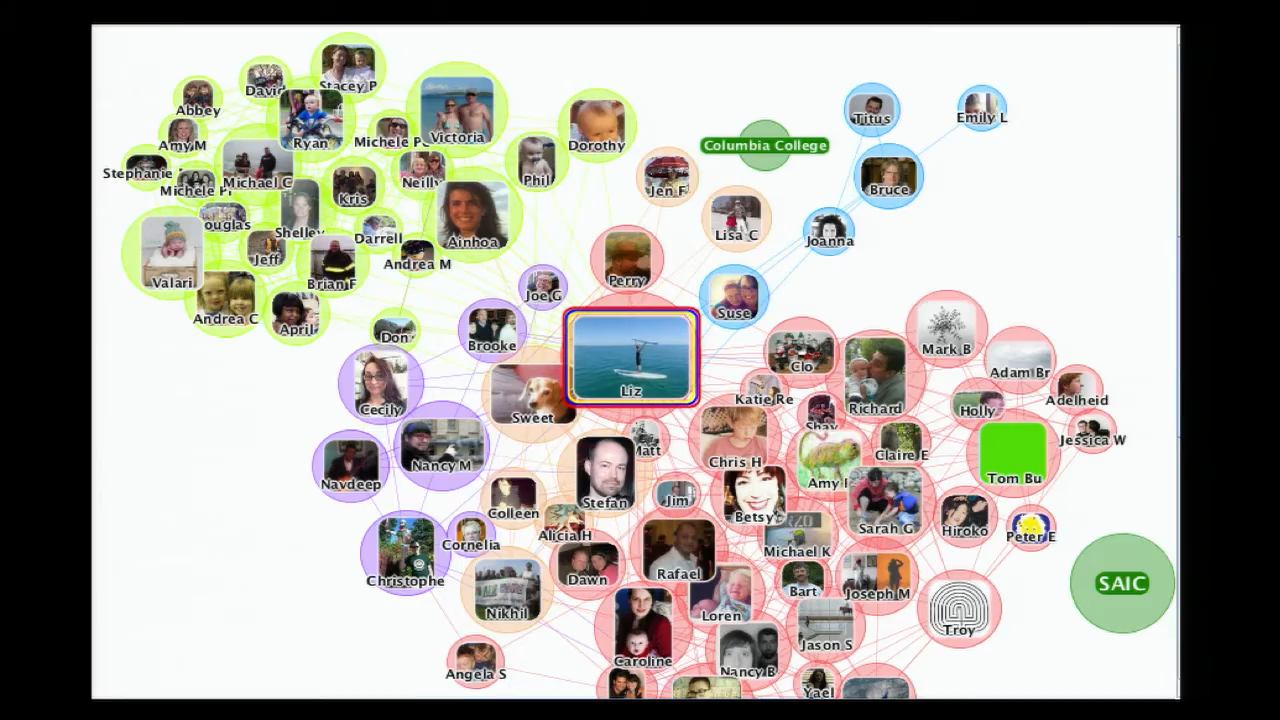 Stacey P
David
Abbey
Ryan
Victoria
Michele P
Dorothy
Columbia College
Titus
Emily L
Amy M
Stephanie
Michele P
Michael C
Neilly
Phil
Jen F
Bruce
Kris
ouglas
Shelley
Darrell
Ainhoa
Lisa C
Joanna
Jeff
Andrea M
Valari
Brian F
Perry
Joe G
Andrea C
April
Suse
Don
Brooke
Mark B
Liz
Clo
Adam Br
Cecily
Sweet
Katie Re
Richard
Holly
Adelheid
Shay
Jessica W
Matt
Nancy M
Chris H
Claire E
Navdeep
Stefan
Amy
Tom Bu
Colleen
Jim
Betsy
Sarah G
Hiroko
Peter E
Alicia H
Cornelia
Michael K
Christophe
Dawn
Rafael
Bart
Joseph M
SAIC
Nikhil
Loren
Troy
Jason S
Caroline
Nancy B
Angela S
Yael